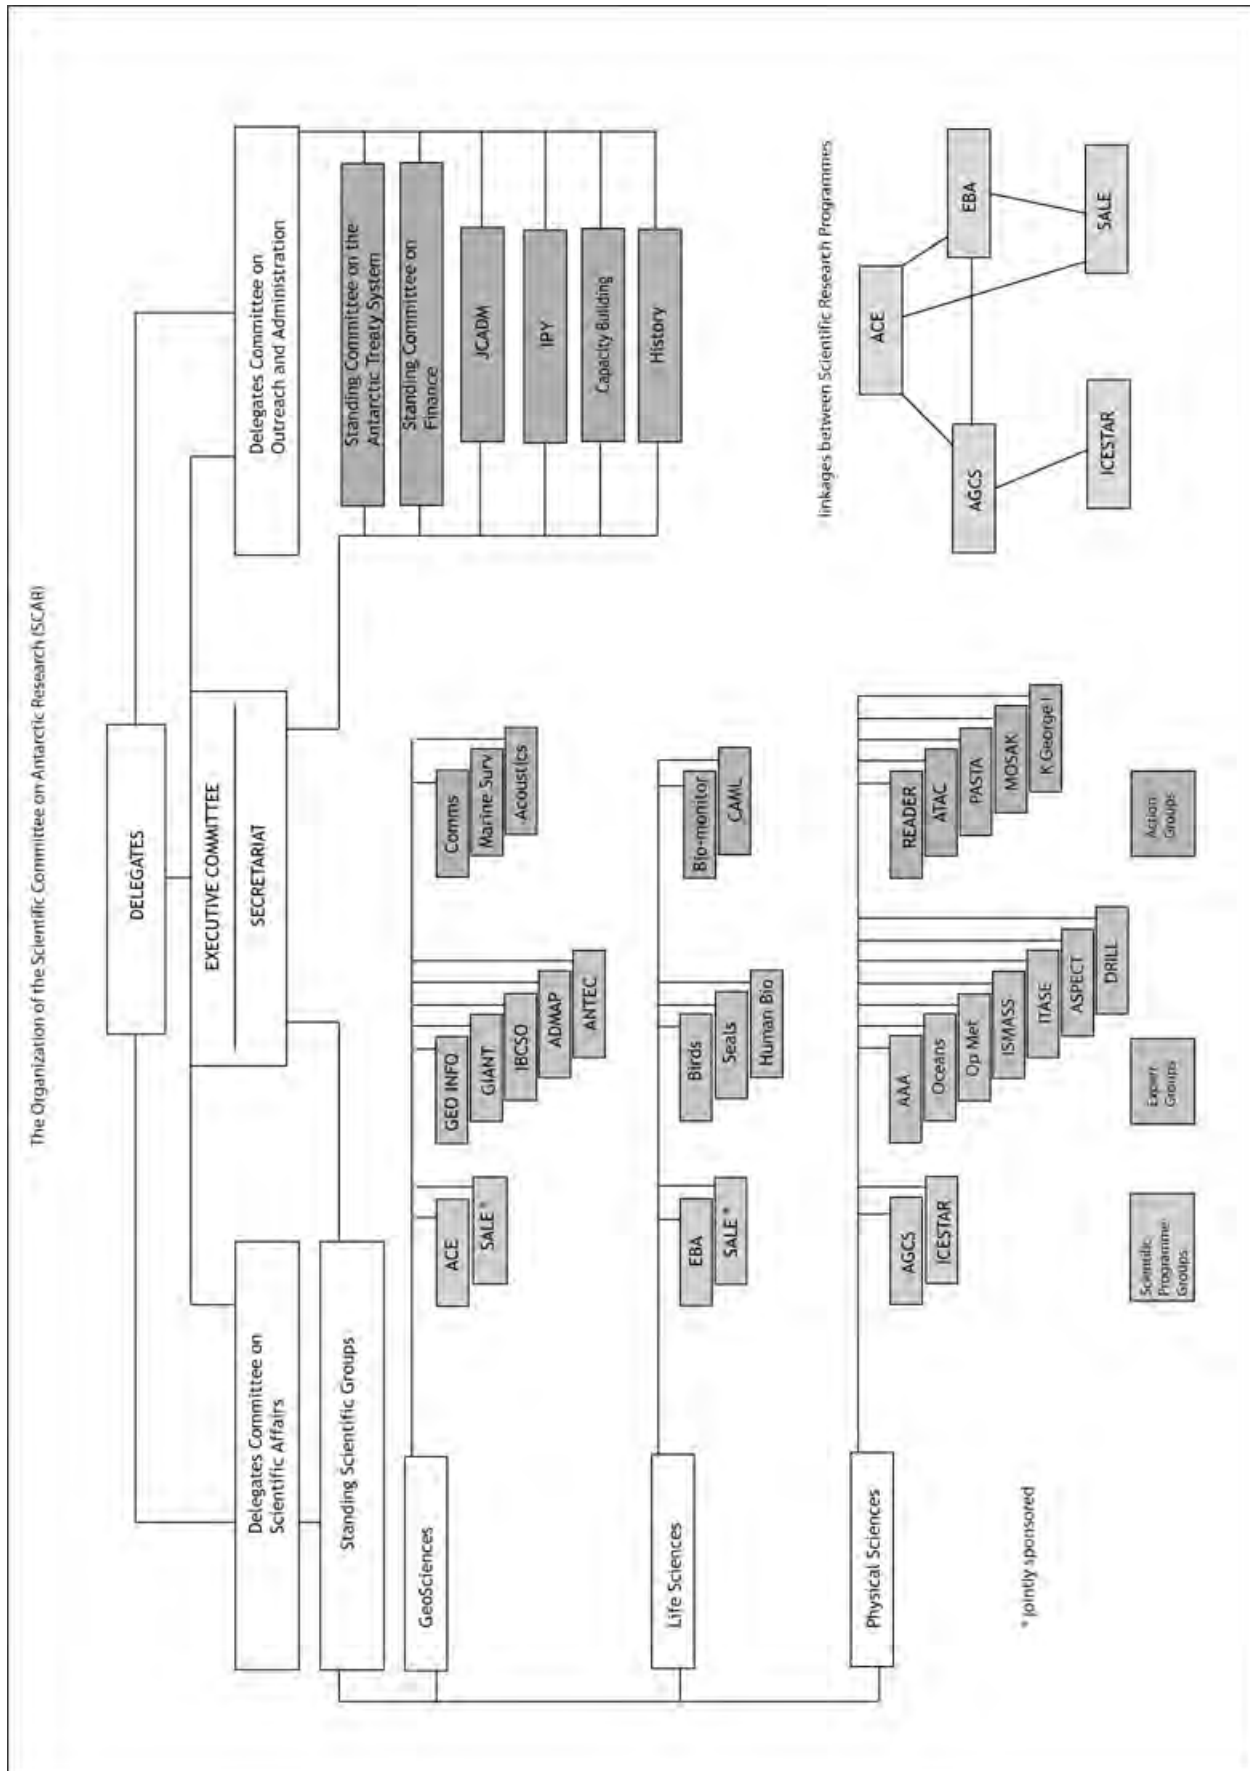 The Organization of the Scientific Committee on Antarctic Research (SCAR)
DELEGATES
EXECUTIVE COMMITTEE
SECRETARIAT
Delegates Committee on
Scientific Affairs
Delegates Committee on
Outreach and Administration
Standing Scientific Groups
Standing Committee on the
Antarctic Treaty System
Standing Committee on
Finance
JCADM
IPY
Capacity Building
History
GeoSciences
ACE
SALE *
GEO INFO
GIANT
IBCSO
ADMAP
ANTEC
Comms
Marine Surv
Acoustics
Life Sciences
EBA
SALE *
Birds
Seals
Human Bio
Bio-monitor
CAML
Physical Sciences
AGCS
ICESTAR
AAA
Oceans
Op Met
ISMASS
ITASE
ASPECT
DRILL
READER
ATAC
PASTA
MOSAK
K George I
linkages between Scientific Research Programmes
ACE
AGCS
EBA
ICESTAR
SALE
* jointly sponsored
Scientific
Programme
Groups
Expert
Groups
Action
Groups